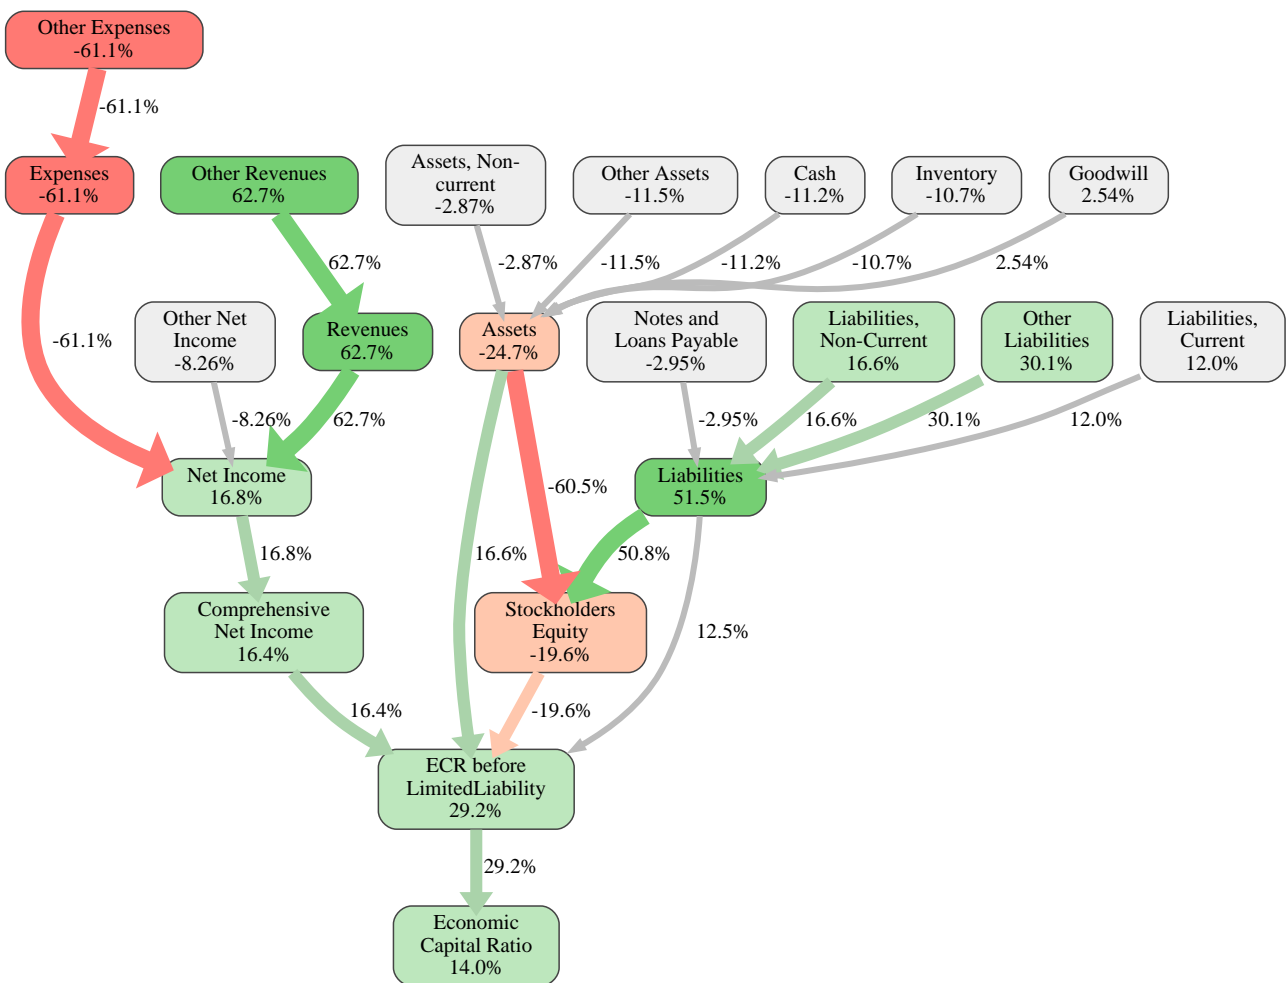 Other Expenses
-61.1%
-61.1%
Expenses
-61.1%
Other Revenues
62.7%
Assets, Non-
current
-2.87%
Other Assets
-11.5%
Cash
-11.2%
Inventory
-10.7%
Goodwill
2.54%
62.7%
-2.87%
-11.5%
-11.2%
-10.7%
2.54%
-61.1%
Other Net
Income
-8.26%
Revenues
62.7%
Assets
-24.7%
Notes and
Loans Payable
-2.95%
Liabilities,
Non-Current
16.6%
Other
Liabilities
30.1%
Liabilities,
Current
12.0%
-8.26%
62.7%
-2.95%
16.6%
30.1%
12.0%
Net Income
16.8%
-60.5%
Liabilities
51.5%
16.8%
16.6%
50.8%
Comprehensive
Net Income
16.4%
Stockholders
Equity
-19.6%
12.5%
16.4%
-19.6%
ECR before
LimitedLiability
29.2%
29.2%
Economic
Capital Ratio
14.0%